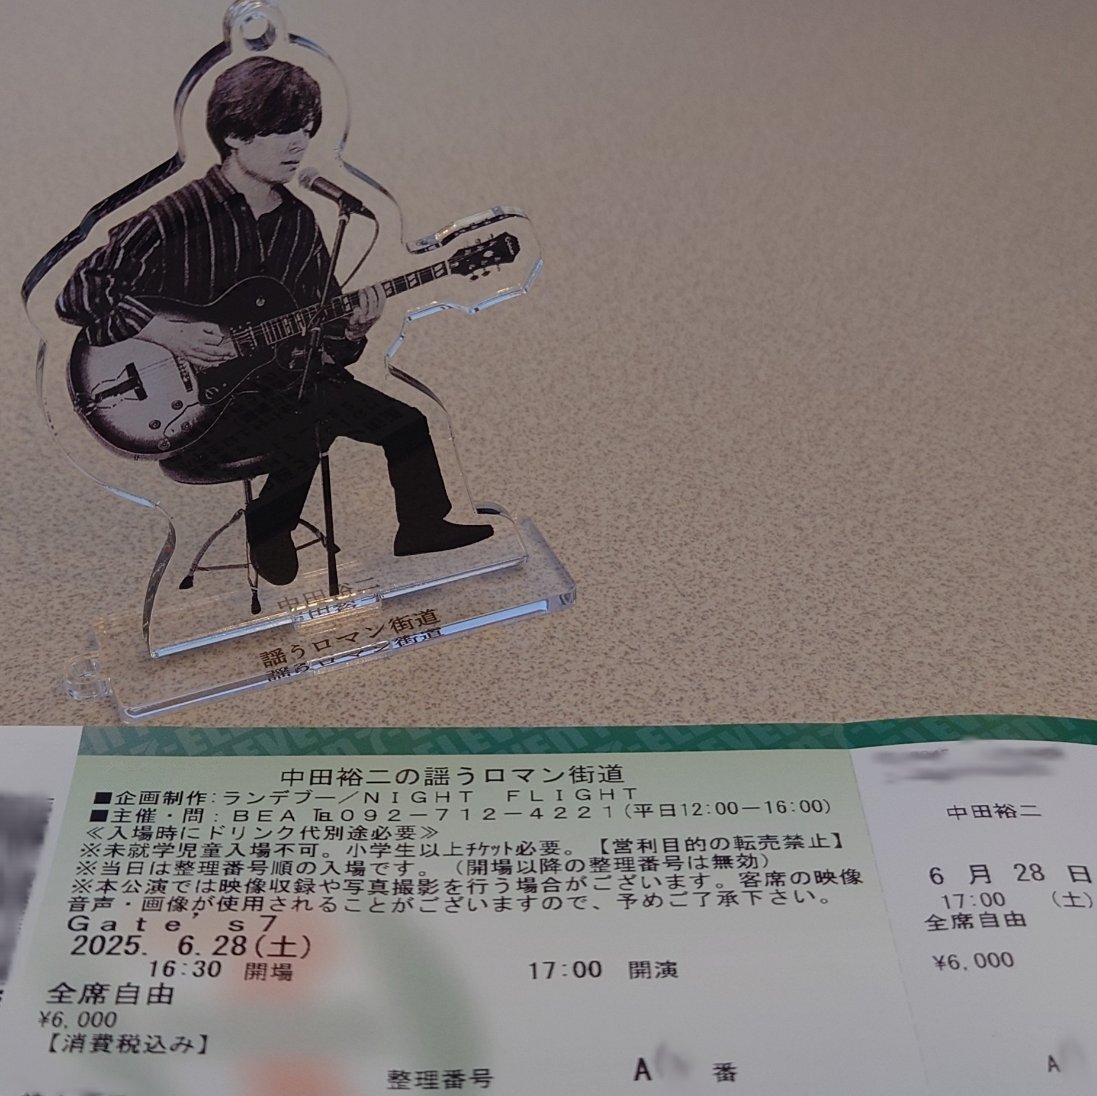 中田裕二
謡うロマン街道
中田裕二の謡うロマン街道
■企画制作:ランデブー／ＮＩＧＨＴ　ＦＬＩＧＨＴ
■主催・問：ＢＥＡ ℡０９２－７１２－４２２１(平日12:00－16:00)
≪入場時にドリンク代別途必要≫
※未就学児童入場不可。小学生以上ﾁｹｯﾄ必要。【営利目的の転売禁止】
※当日は整理番号順の入場です。（開場以降の整理番号は無効）
※本公演では映像収録や写真撮影を行う場合がございます。客席の映像
音声・画像が使用されることがございますので、予めご了承下さい。
Ｇａｔｅ’ｓ７
2025. 6.28(土)
16:30 開場　17:00 開演
全席自由
¥6,000
【消費税込み】
整理番号　A　番
中田裕二
6 月 28 日
17:00　(土)
全席自由
¥6,000
A